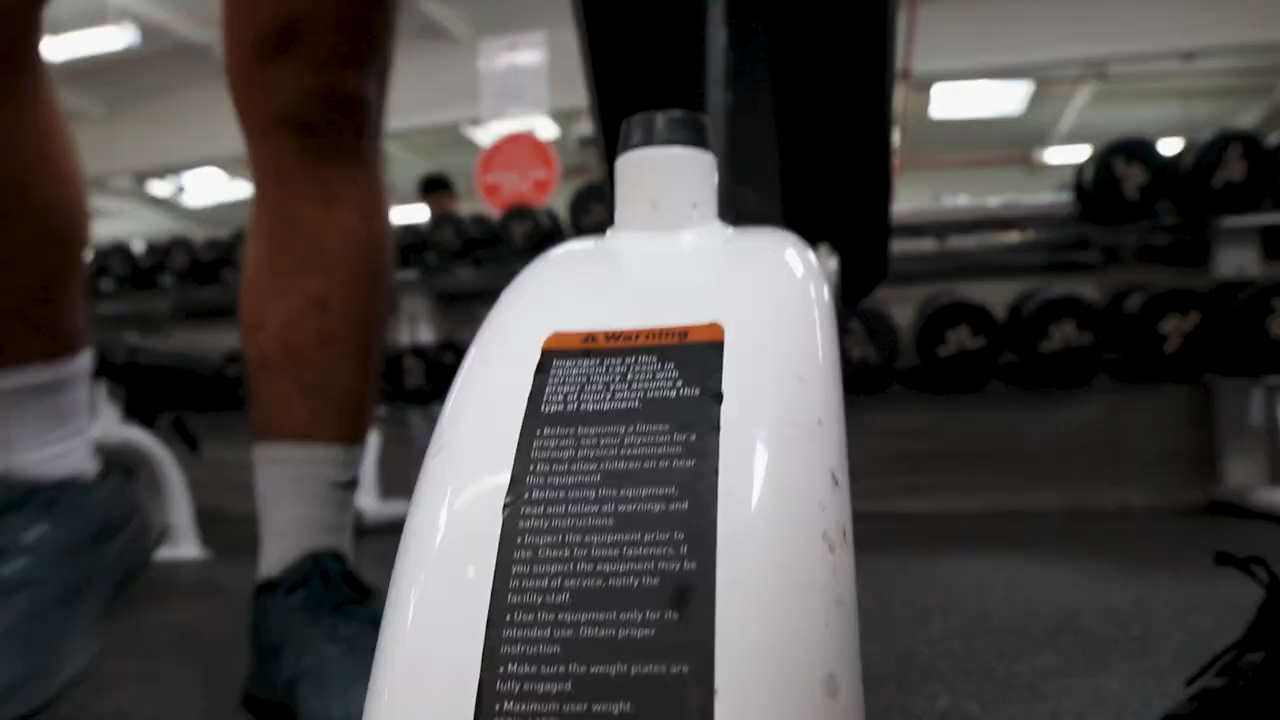 Warning
Improper use of this
equipment can result in
serious injury. Even with
proper use, you assume a
risk of injury when using this
type of equipment.
• Before beginning a fitness
program, see your physician for a
thorough physical examination
• Do not allow children on or near
this equipment
• Before using this equipment,
read and follow all warnings and
safety instructions.
• Inspect the equipment prior to
use. Check for loose fasteners. If
you suspect the equipment may be
in need of service, notify the
facility staff.
• Use the equipment only for its
intended use. Obtain proper
instruction.
• Make sure the weight plates are
fully engaged
• Maximum user weight: